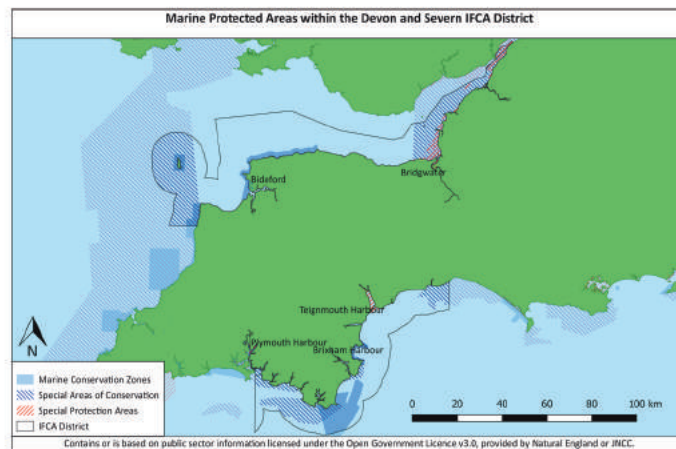 Marine Protected Areas within the Devon and Severn IFCA District
Bideford
Bridgwater
Teignmouth Harbour
Plymouth Harbour
Brixham Harbour
N
Marine Conservation Zones
Special Areas of Conservation
Special Protection Areas
IFCA District
0 20 40 60 80 100 km
Contains or is based on public sector information licensed under the Open Government Licence v3.0, provided by Natural England or JNCC.